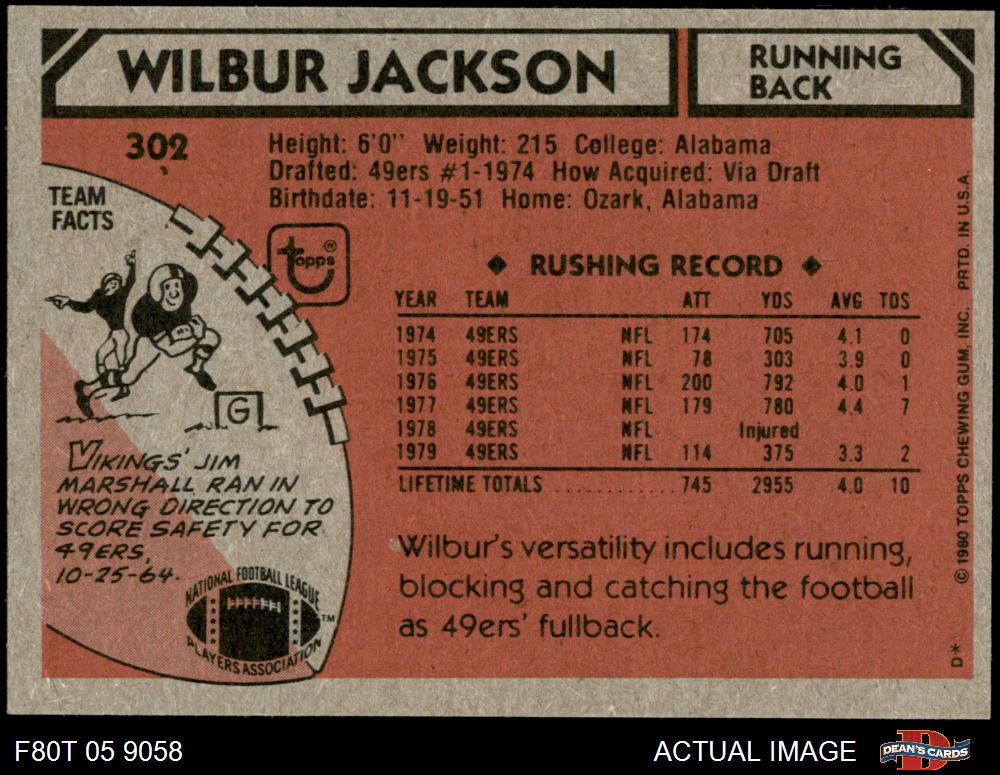 WILBUR JACKSON
RUNNING
BACK
302
Height: 6'0" Weight: 215 College: Alabama
Drafted: 49ers #1-1974 How Acquired: Via Draft
Birthdate: 11-19-51 Home: Ozark, Alabama
TEAM
FACTS
topps®
G
VIKINGS' JIM
MARSHALL RAN IN
WRONG DIRECTION TO
SCORE SAFETY FOR
49ERS,
10-25-64.
NATIONAL FOOTBALL LEAGUE
PLAYERS ASSOCIATION
TM
◆ RUSHING RECORD ◆
YEAR TEAM ATT YDS AVG TDS
1974 49ERS NFL 174 705 4.1 0
1975 49ERS NFL 78 303 3.9 0
1976 49ERS NFL 200 792 4.0 1
1977 49ERS NFL 179 780 4.4 7
1978 49ERS NFL Injured
1979 49ERS NFL 114 375 3.3 2
LIFETIME TOTALS ............ 745 2955 4.0 10
Wilbur's versatility includes running,
blocking and catching the football
as 49ers' fullback.
© 1980 TOPPS CHEWING GUM, INC. PRTD. IN U.S.A.
D*
F80T 05 9058
ACTUAL IMAGE
DEAN'S CARDS